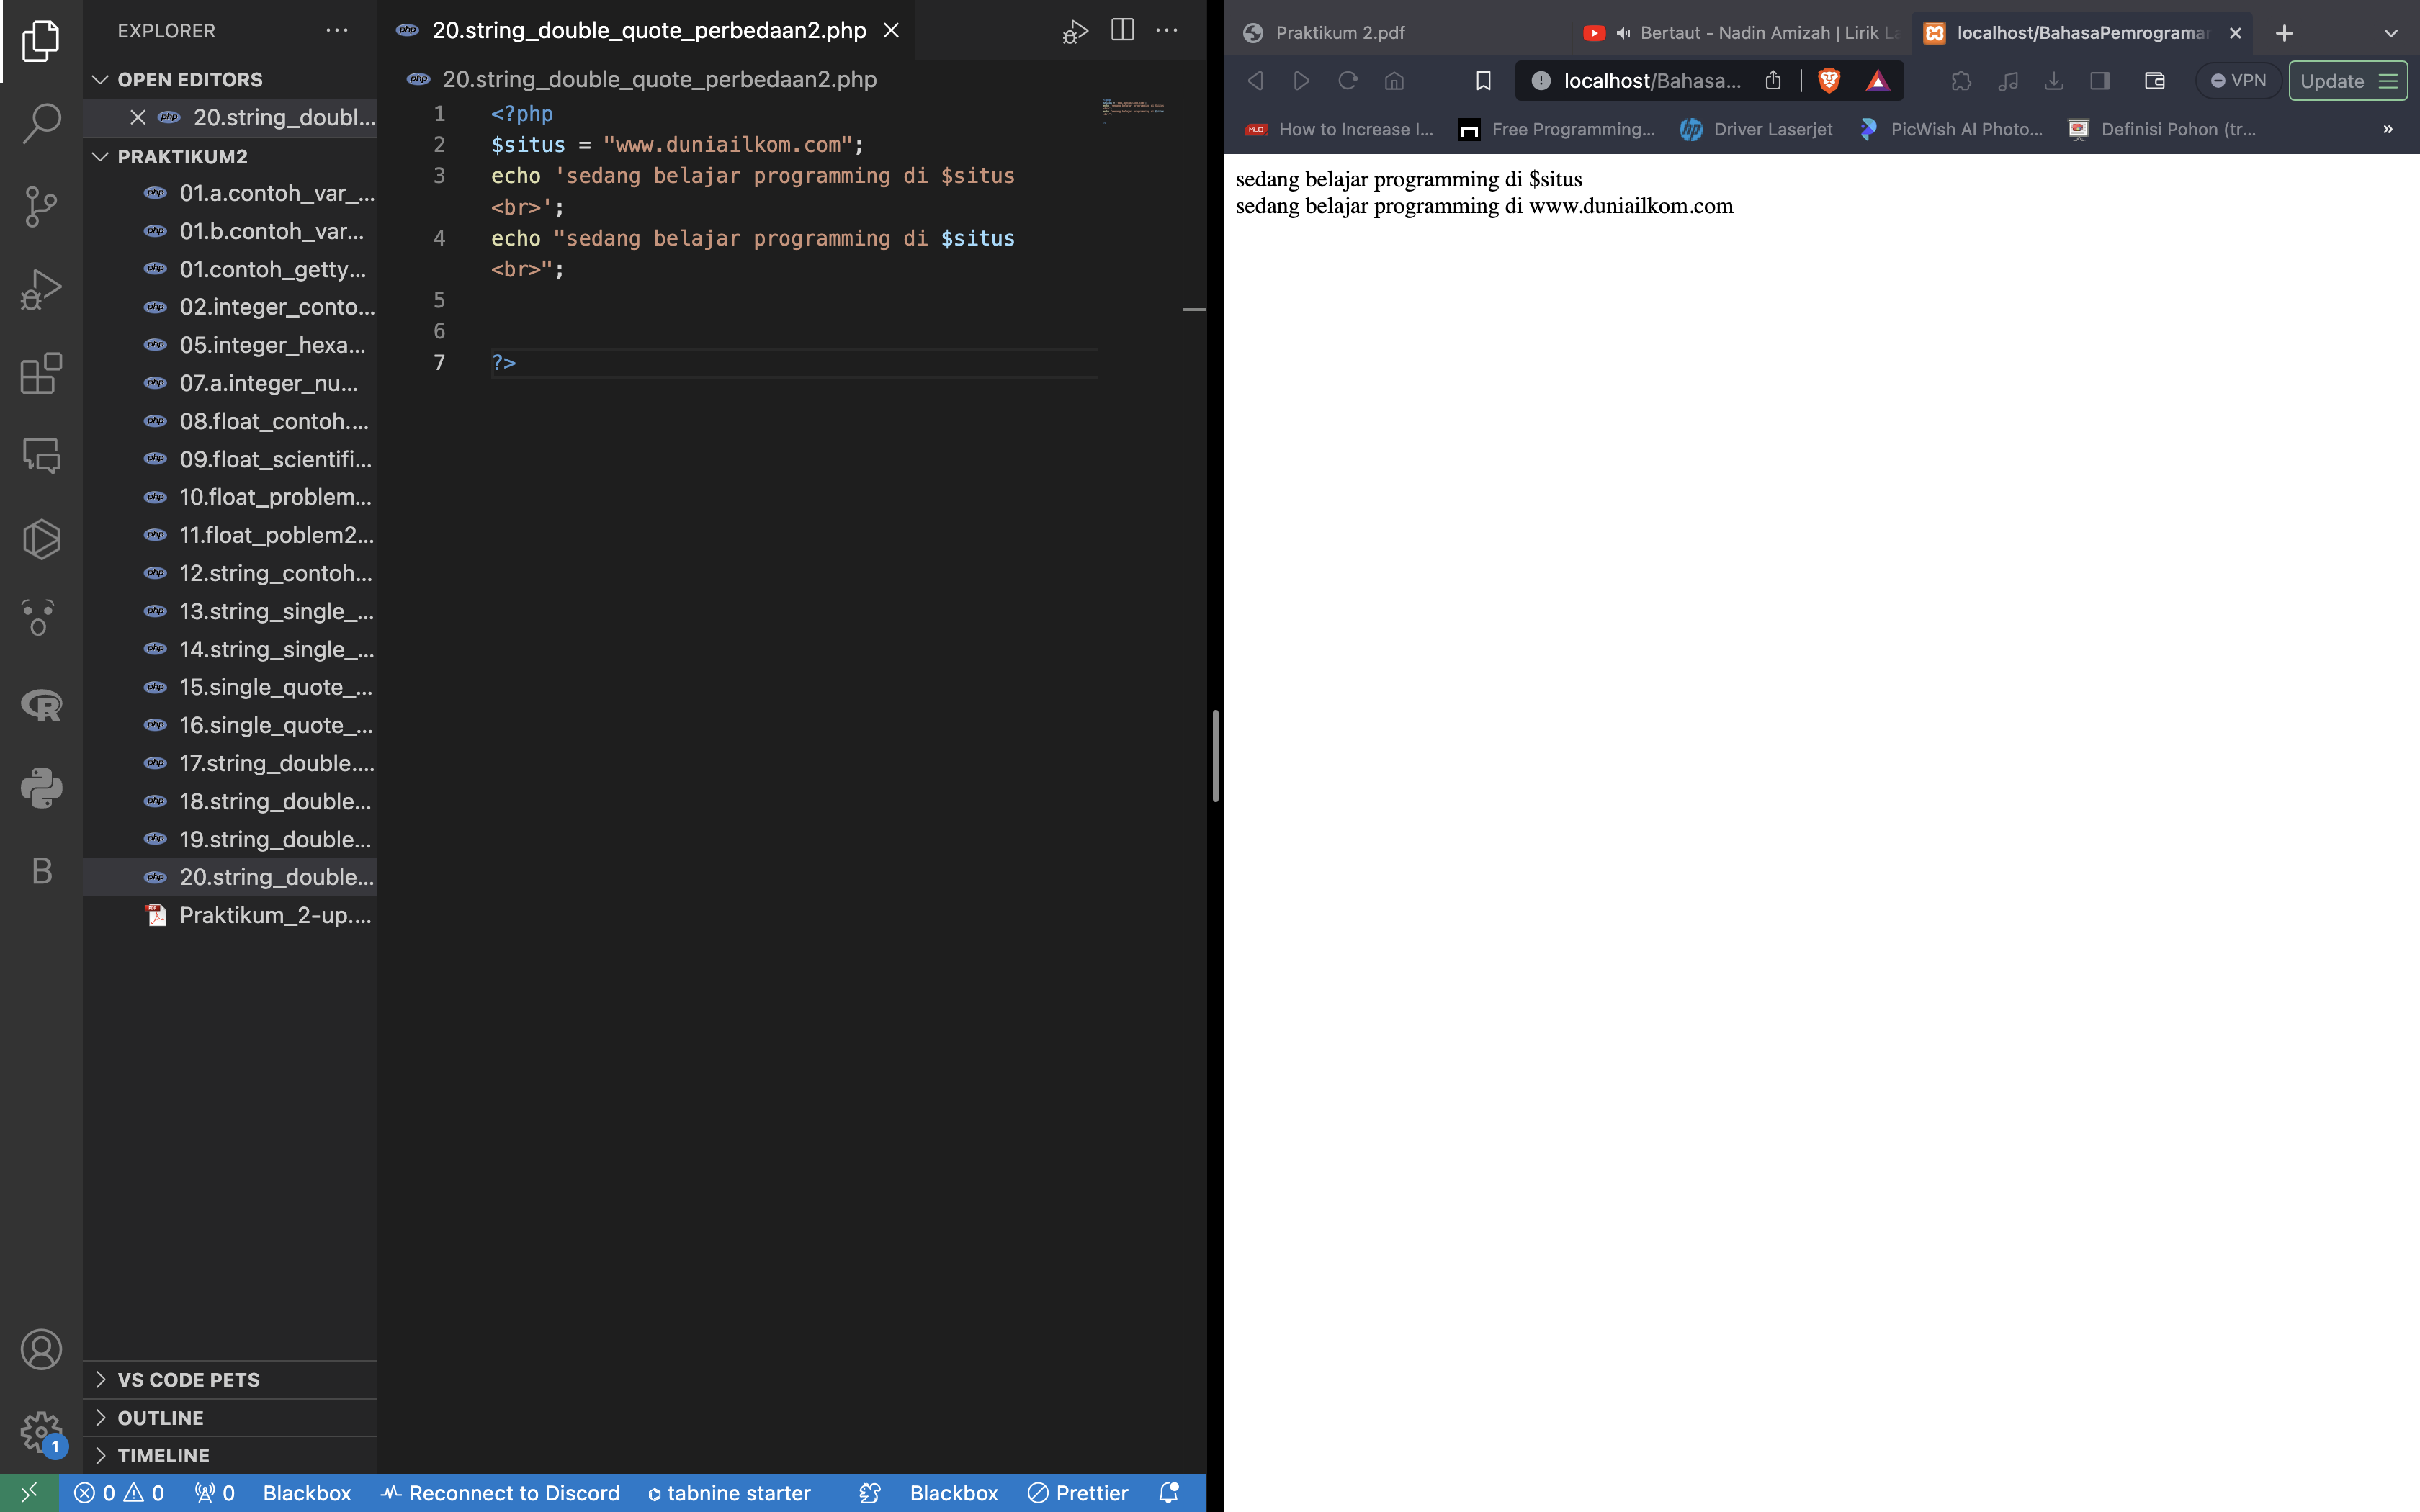 EXPLORER
OPEN EDITORS
20.string_doubl...
PRAKTIKUM2
01.a.contoh_var_...
01.b.contoh_var...
01.contoh_getty...
02.integer_conto...
05.integer_hexa...
07.a.integer_nu...
08.float_contoh....
09.float_scientifi...
10.float_problem...
11.float_poblem2...
12.string_contoh...
13.string_single_...
14.string_single_...
15.single_quote_...
16.single_quote_...
17.string_double....
18.string_double...
19.string_double...
20.string_double...
Praktikum_2-up....
VS CODE PETS
OUTLINE
TIMELINE
B
1
20.string_double_quote_perbedaan2.php
20.string_double_quote_perbedaan2.php
1 <?php
2 $situs = "www.duniailkom.com";
3 echo 'sedang belajar programming di $situs
<br>';
4 echo "sedang belajar programming di $situs
<br>";
5
6
7 ?>
0 0 0 Blackbox Reconnect to Discord tabnine starter Blackbox Prettier
Praktikum 2.pdf Bertaut - Nadin Amizah | Lirik La localhost/BahasaPemrograma
localhost/Bahasa... VPN Update
How to Increase I... Free Programming... Driver Laserjet PicWish AI Photo... Definisi Pohon (tr... »
sedang belajar programming di $situs
sedang belajar programming di www.duniailkom.com